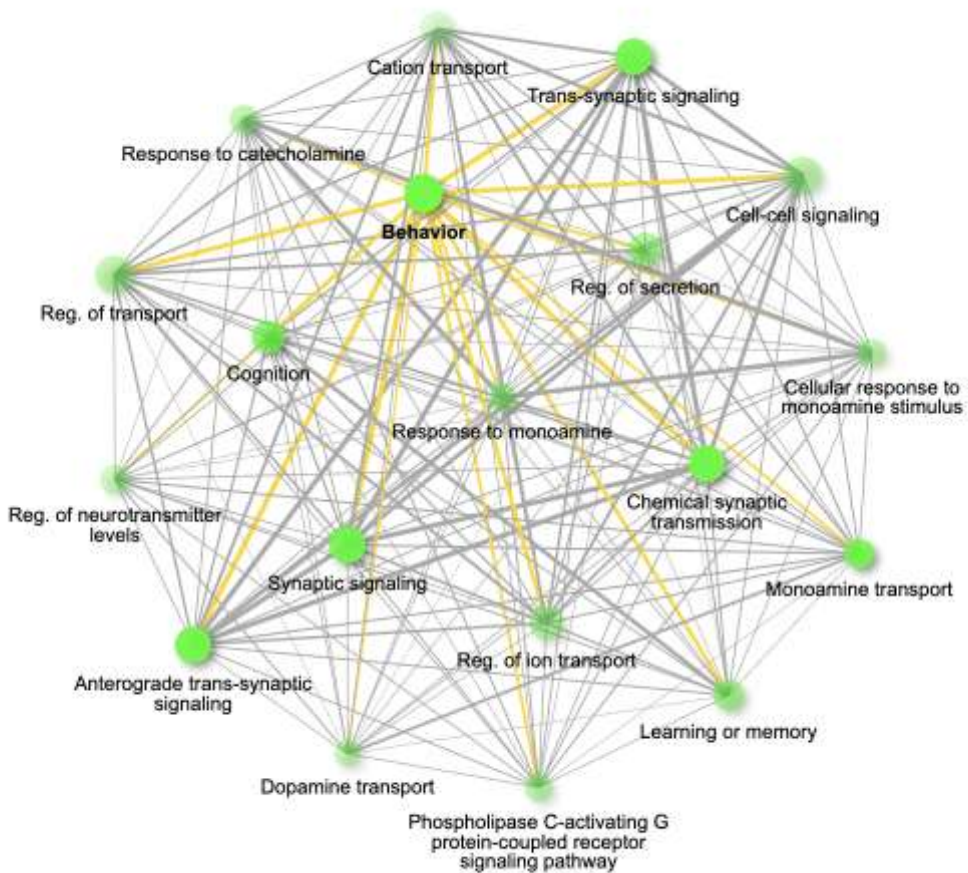 Cation transport
Trans-synaptic signaling
Response to catecholamine
Cell-cell signaling
Behavior
Reg. of secretion
Reg. of transport
Cognition
Cellular response to
monoamine stimulus
Response to monoamine
Reg. of neurotransmitter
levels
Chemical synaptic
transmission
Synaptic signaling
Monoamine transport
Reg. of ion transport
Anterograde trans-synaptic
signaling
Learning or memory
Dopamine transport
Phospholipase C-activating G
protein-coupled receptor
signaling pathway